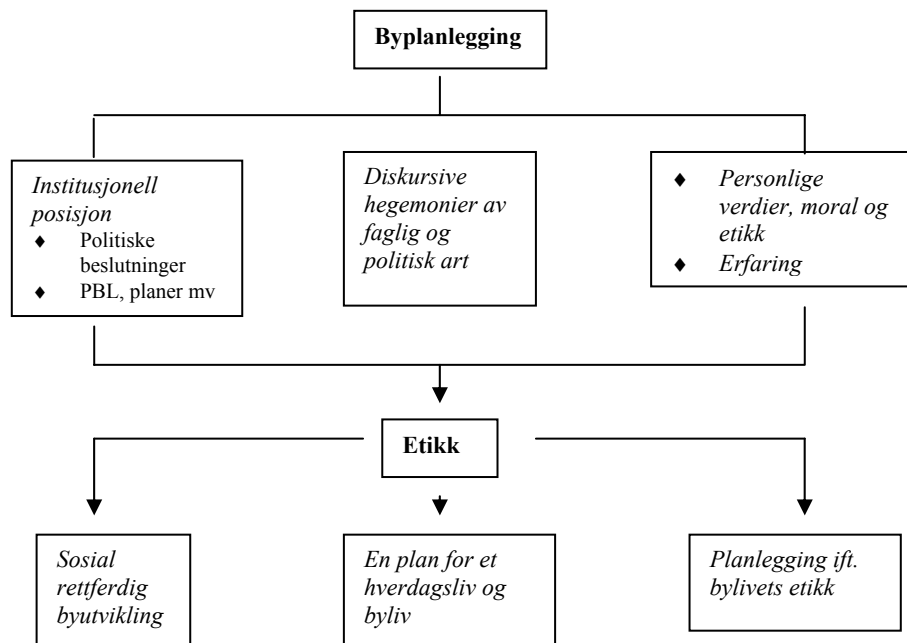 Byplanlegging
Institusjonell
posisjon
♦ Politiske
beslutninger
♦ PBL, planer mv
Diskursive
hegemonier av
faglig og
politisk art
♦ Personlige
verdier, moral og
etikk
♦ Erfaring
Etikk
Sosial
rettferdig
byutvikling
En plan for et
hverdagsliv og
byliv
Planlegging ift.
bylivets etikk